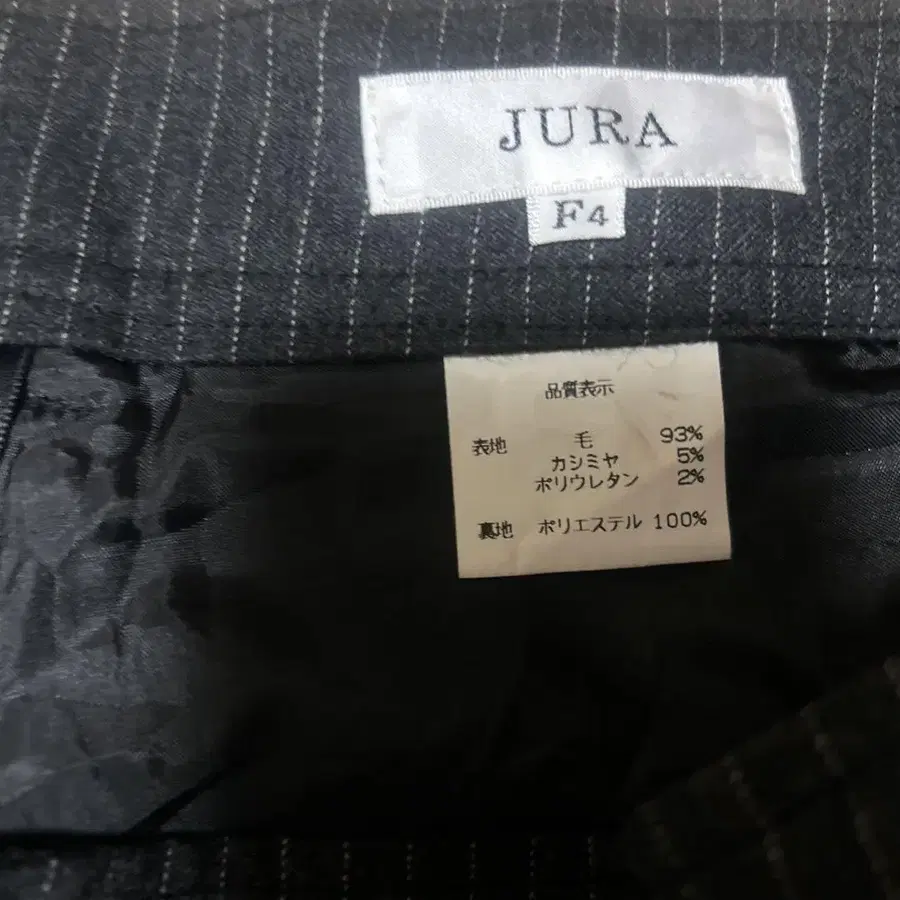 JURA
F4
品質表示
表地 毛 93%
カシミヤ 5%
ポリウレタン 2%
裏地 ポリエステル 100%